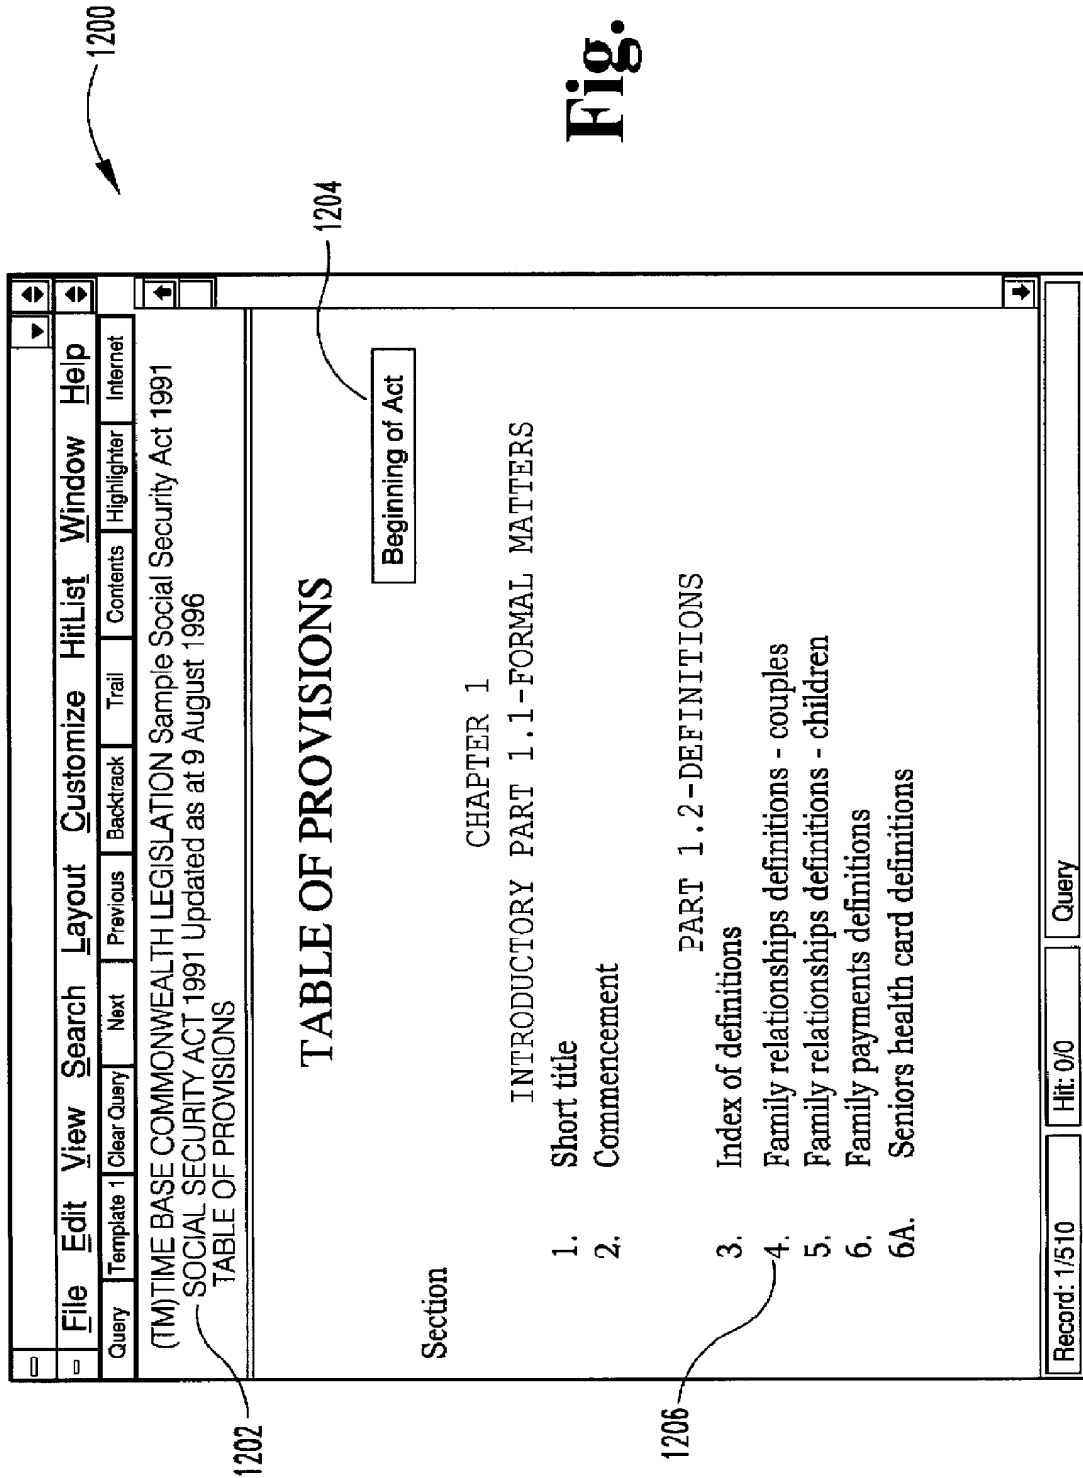 1200
File Edit View Search Layout Customize HitList Window Help
Query Template 1 Clear Query Next Previous Backtrack Trail Contents Highlighter Internet
(TM)TIME BASE COMMONWEALTH LEGISLATION Sample Social Security Act 1991
1202
SOCIAL SECURITY ACT 1991 Updated as at 9 August 1996
TABLE OF PROVISIONS
TABLE OF PROVISIONS
1204
Beginning of Act
Section
CHAPTER 1
INTRODUCTORY PART 1.1-FORMAL MATTERS
1. Short title
2. Commencement
PART 1.2-DEFINITIONS
3. Index of definitions
1206
4. Family relationships definitions - couples
5. Family relationships definitions - children
6. Family payments definitions
6A. Seniors health card definitions
Record: 1/510 Hit: 0/0 Query
Fig.